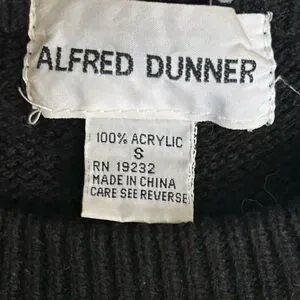 ALFRED DUNNER
100% ACRYLIC
S
RN 19232
MADE IN CHINA
CARE SEE REVERSE